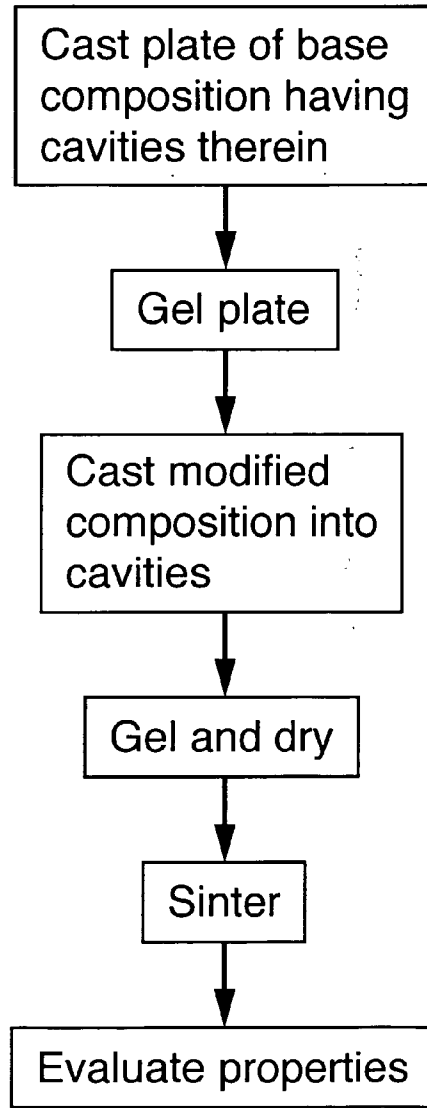 Cast plate of base
composition having
cavities therein
Gel plate
Cast modified
composition into
cavities
Gel and dry
Sinter
Evaluate properties